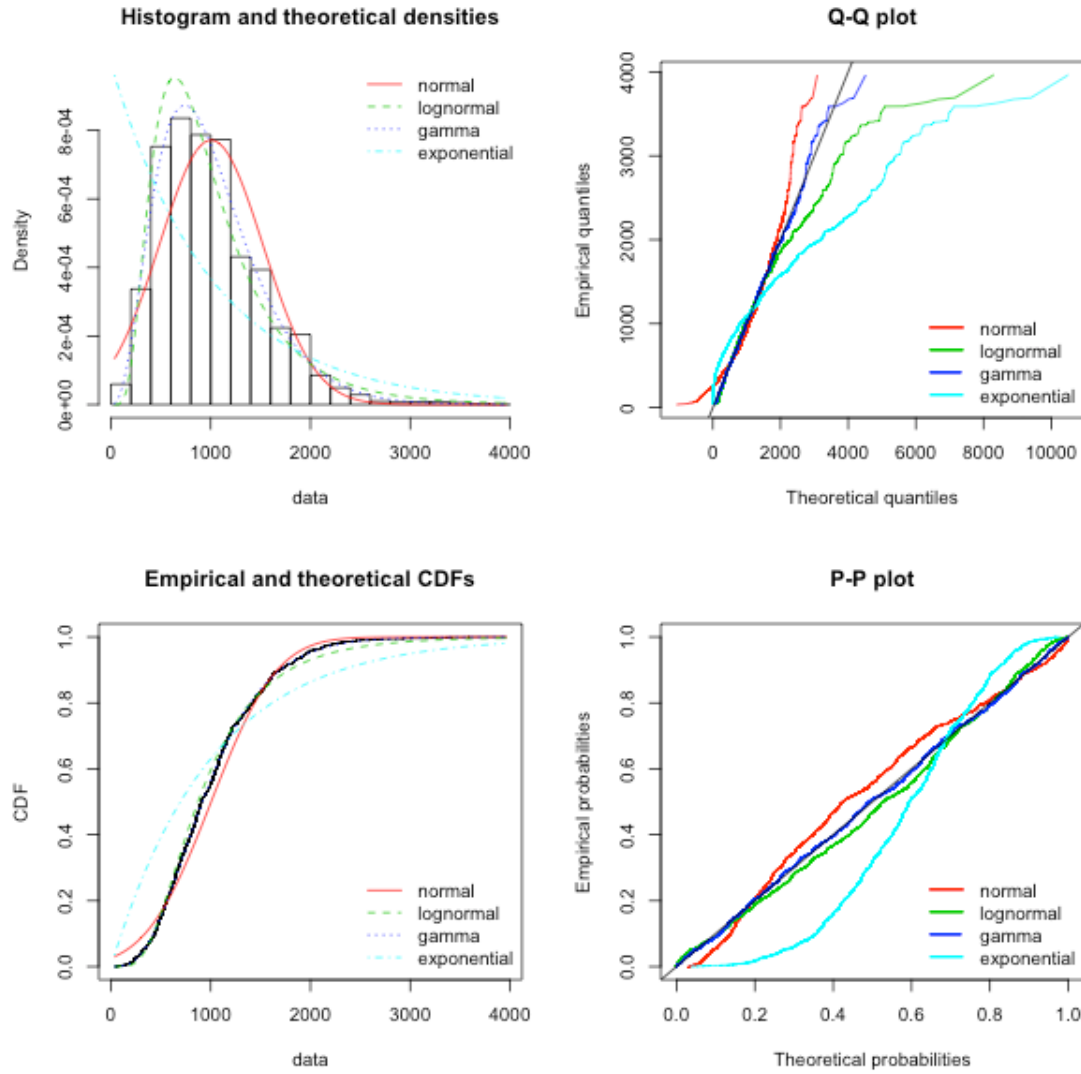 Histogram and theoretical densities
Density
0e+00 2e-04 4e-04 6e-04 8e-04
normal
lognormal
gamma
exponential
0 1000 2000 3000 4000
data
Q-Q plot
Empirical quantiles
0 1000 2000 3000 4000
normal
lognormal
gamma
exponential
0 2000 4000 6000 8000 10000
Theoretical quantiles
Empirical and theoretical CDFs
CDF
0.0 0.2 0.4 0.6 0.8 1.0
normal
lognormal
gamma
exponential
0 1000 2000 3000 4000
data
P-P plot
Empirical probabilities
0.0 0.2 0.4 0.6 0.8 1.0
normal
lognormal
gamma
exponential
0.0 0.2 0.4 0.6 0.8 1.0
Theoretical probabilities